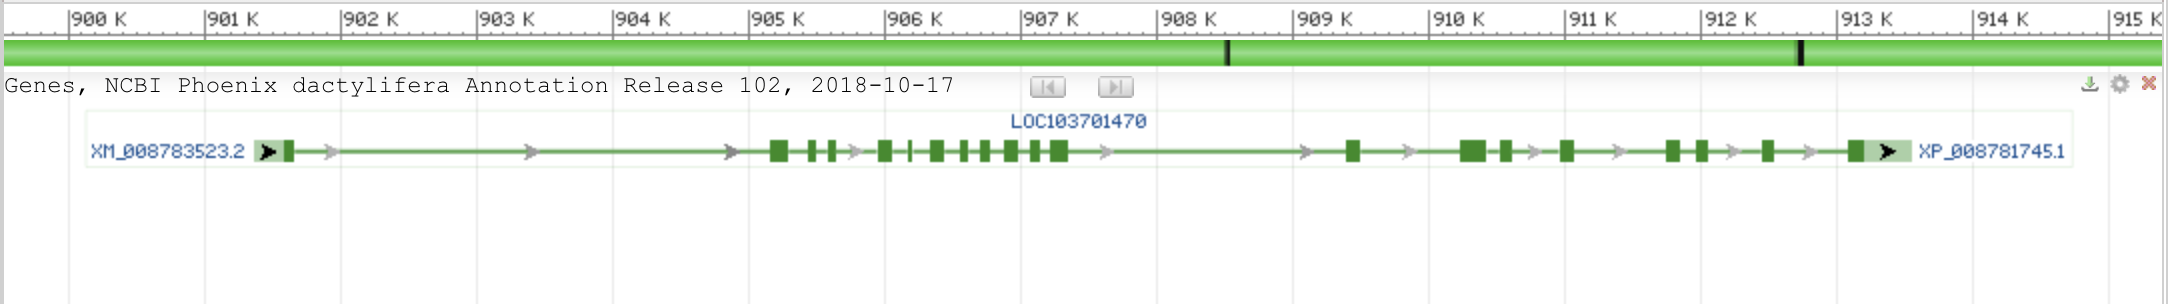 900 K 901 K 902 K 903 K 904 K 905 K 906 K 907 K 908 K 909 K 910 K 911 K 912 K 913 K 914 K 915 K
Genes, NCBI Phoenix dactylifera Annotation Release 102, 2018-10-17
LOC103701470
XM_008783523.2 XP_008781745.1